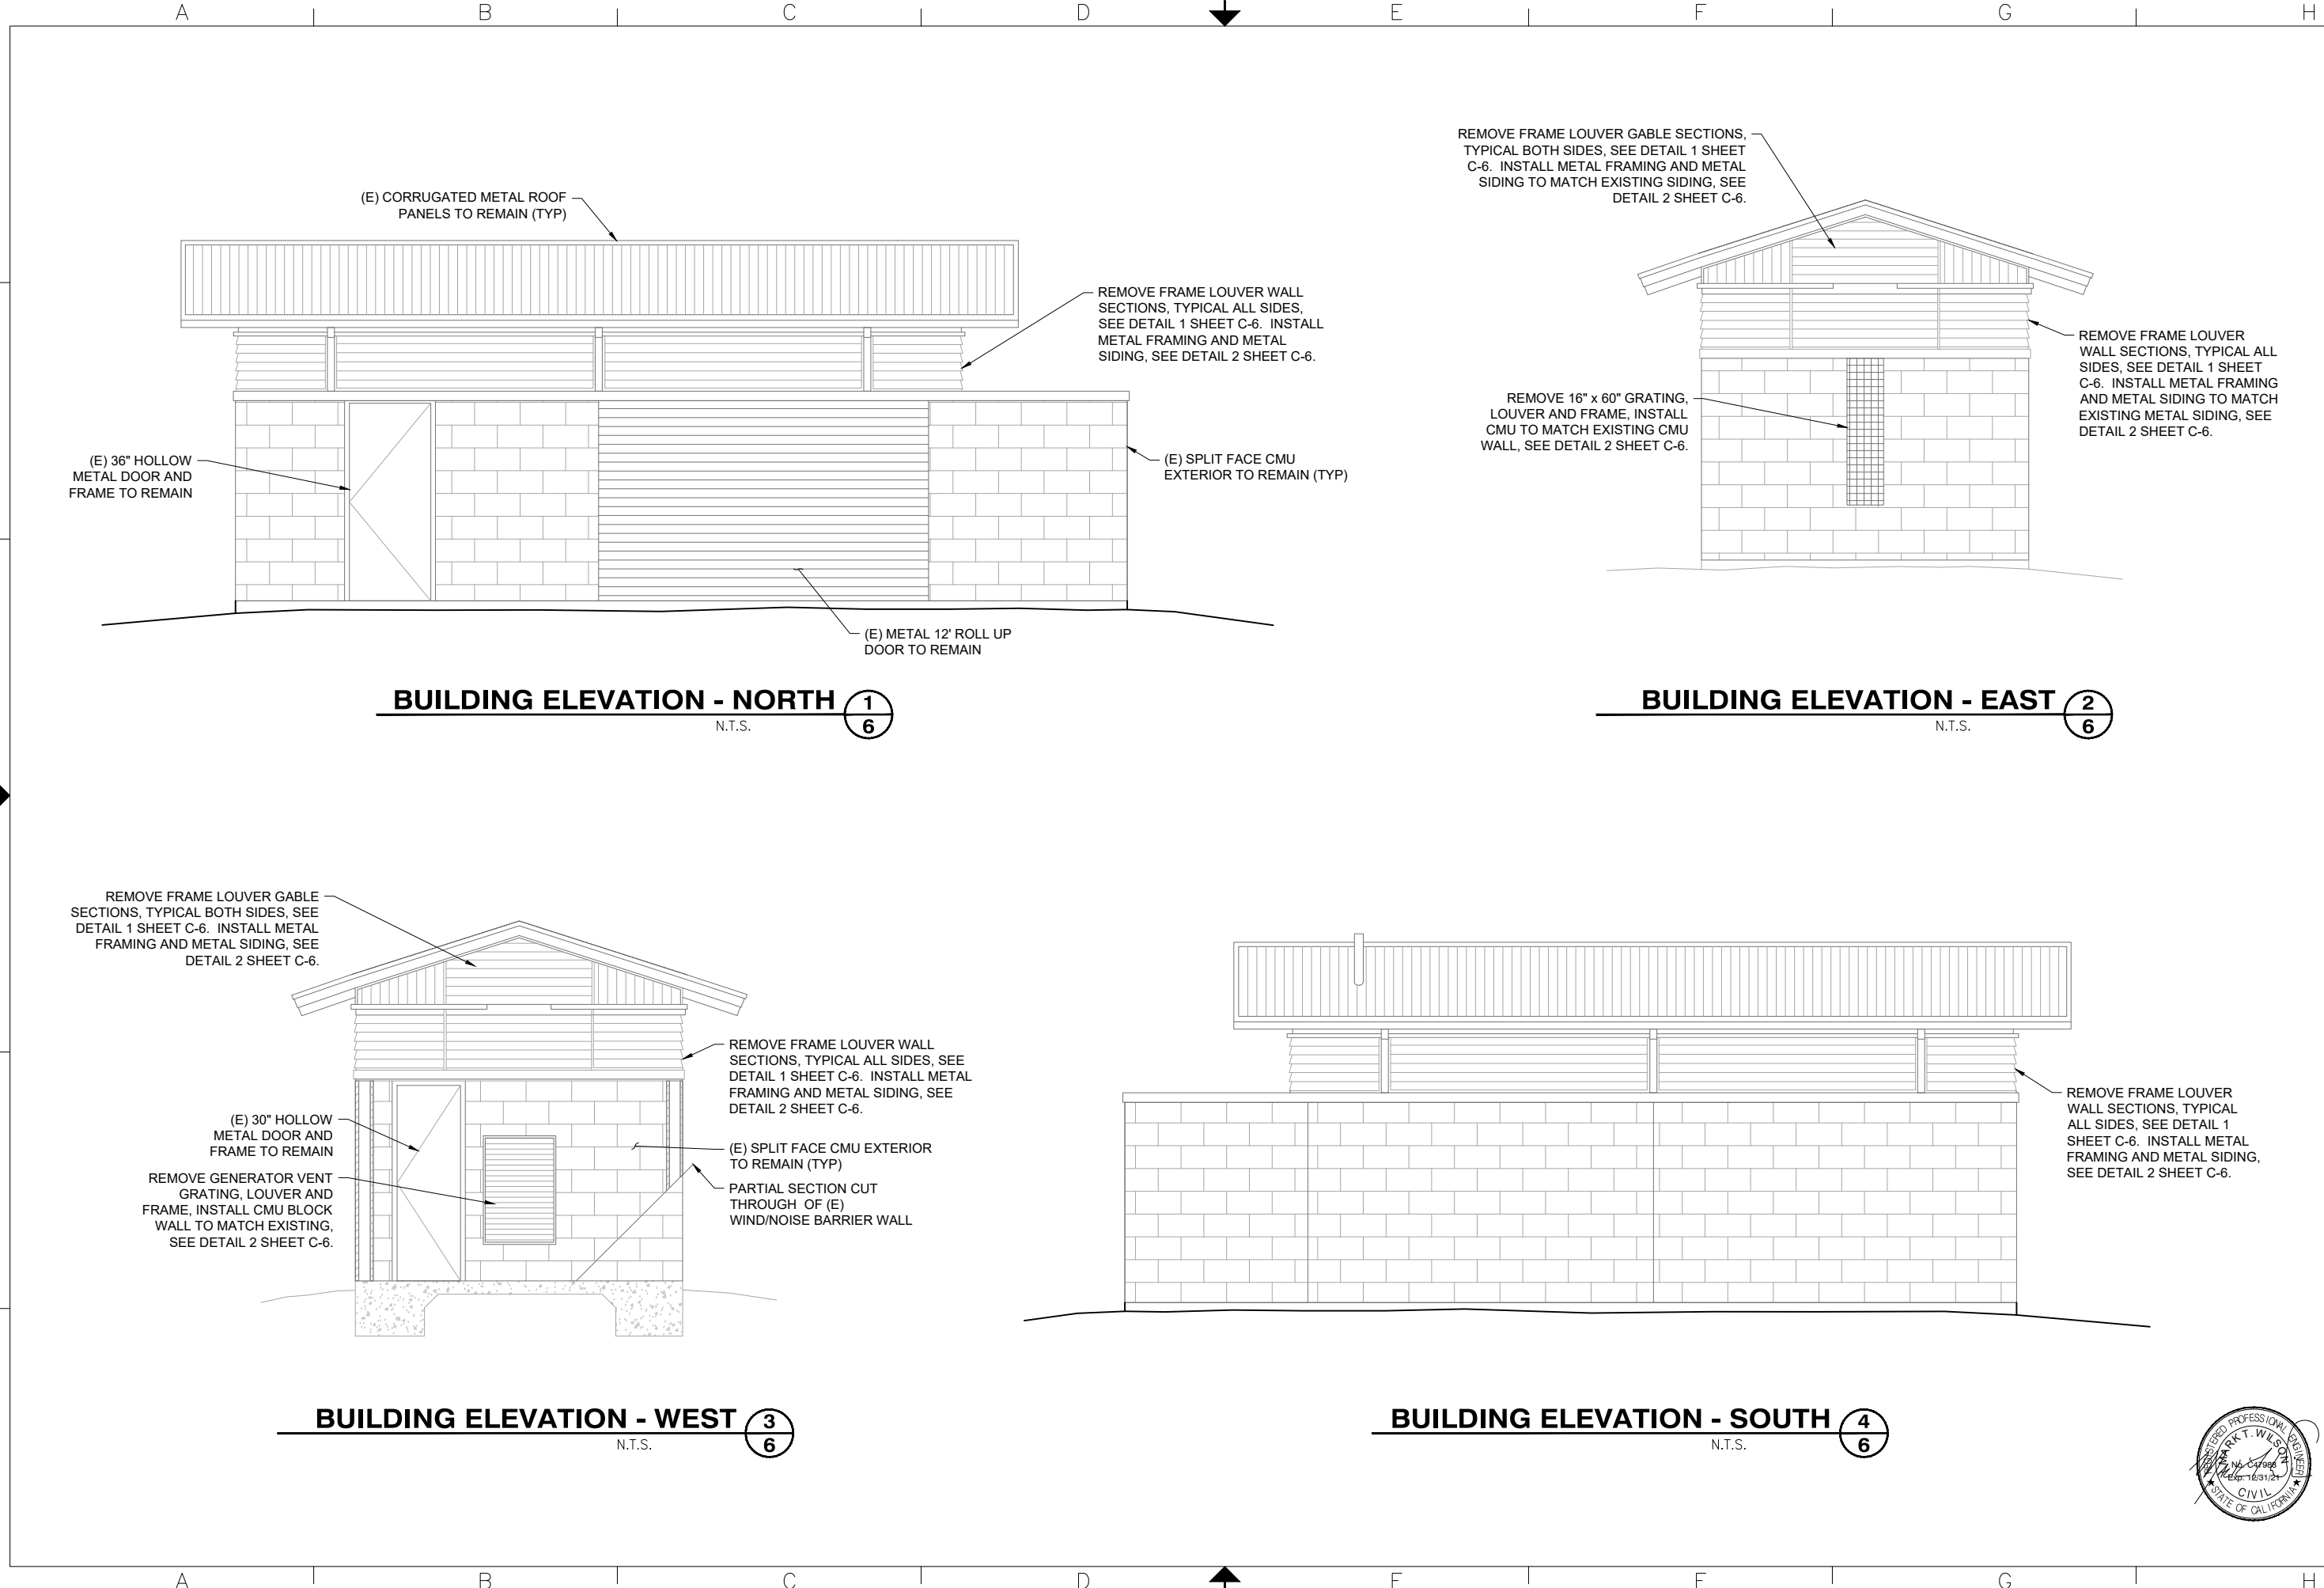 A B C D E F G H
(E) CORRUGATED METAL ROOF
PANELS TO REMAIN (TYP)
REMOVE FRAME LOUVER WALL
SECTIONS, TYPICAL ALL SIDES,
SEE DETAIL 1 SHEET C-6. INSTALL
METAL FRAMING AND METAL
SIDING, SEE DETAIL 2 SHEET C-6.
(E) 36" HOLLOW
METAL DOOR AND
FRAME TO REMAIN
(E) SPLIT FACE CMU
EXTERIOR TO REMAIN (TYP)
(E) METAL 12' ROLL UP
DOOR TO REMAIN
BUILDING ELEVATION - NORTH
N.T.S.
1
6
REMOVE FRAME LOUVER GABLE SECTIONS,
TYPICAL BOTH SIDES, SEE DETAIL 1 SHEET
C-6. INSTALL METAL FRAMING AND METAL
SIDING TO MATCH EXISTING SIDING, SEE
DETAIL 2 SHEET C-6.
REMOVE FRAME LOUVER
WALL SECTIONS, TYPICAL ALL
SIDES, SEE DETAIL 1 SHEET
C-6. INSTALL METAL FRAMING
AND METAL SIDING TO MATCH
EXISTING METAL SIDING, SEE
DETAIL 2 SHEET C-6.
REMOVE 16" x 60" GRATING,
LOUVER AND FRAME, INSTALL
CMU TO MATCH EXISTING CMU
WALL, SEE DETAIL 2 SHEET C-6.
BUILDING ELEVATION - EAST
N.T.S.
2
6
REMOVE FRAME LOUVER GABLE
SECTIONS, TYPICAL BOTH SIDES, SEE
DETAIL 1 SHEET C-6. INSTALL METAL
FRAMING AND METAL SIDING, SEE
DETAIL 2 SHEET C-6.
REMOVE FRAME LOUVER WALL
SECTIONS, TYPICAL ALL SIDES, SEE
DETAIL 1 SHEET C-6. INSTALL METAL
FRAMING AND METAL SIDING, SEE
DETAIL 2 SHEET C-6.
(E) 30" HOLLOW
METAL DOOR AND
FRAME TO REMAIN
REMOVE GENERATOR VENT
GRATING, LOUVER AND
FRAME, INSTALL CMU BLOCK
WALL TO MATCH EXISTING,
SEE DETAIL 2 SHEET C-6.
(E) SPLIT FACE CMU EXTERIOR
TO REMAIN (TYP)
PARTIAL SECTION CUT
THROUGH OF (E)
WIND/NOISE BARRIER WALL
BUILDING ELEVATION - WEST
N.T.S.
3
6
REMOVE FRAME LOUVER
WALL SECTIONS, TYPICAL
ALL SIDES, SEE DETAIL 1
SHEET C-6. INSTALL METAL
FRAMING AND METAL SIDING,
SEE DETAIL 2 SHEET C-6.
BUILDING ELEVATION - SOUTH
N.T.S.
4
6
REGISTERED PROFESSIONAL ENGINEER
MARK T. WILSON
No. C47988
Exp. 12/31/21
CIVIL
STATE OF CALIFORNIA
A B C D E F G H